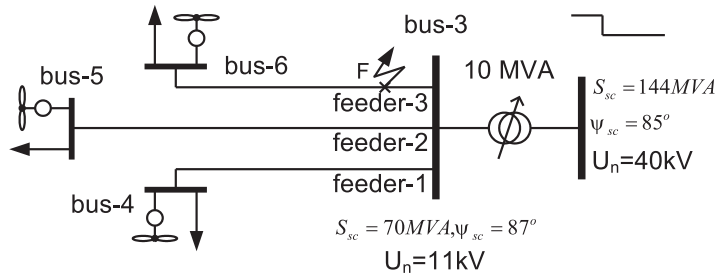 bus-3
bus-6
bus-5
F
10 MVA
S_sc = 144MVA
ψ_sc = 85°
U_n=40kV
feeder-3
feeder-2
feeder-1
bus-4
S_sc = 70MVA,ψ_sc = 87°
U_n=11kV